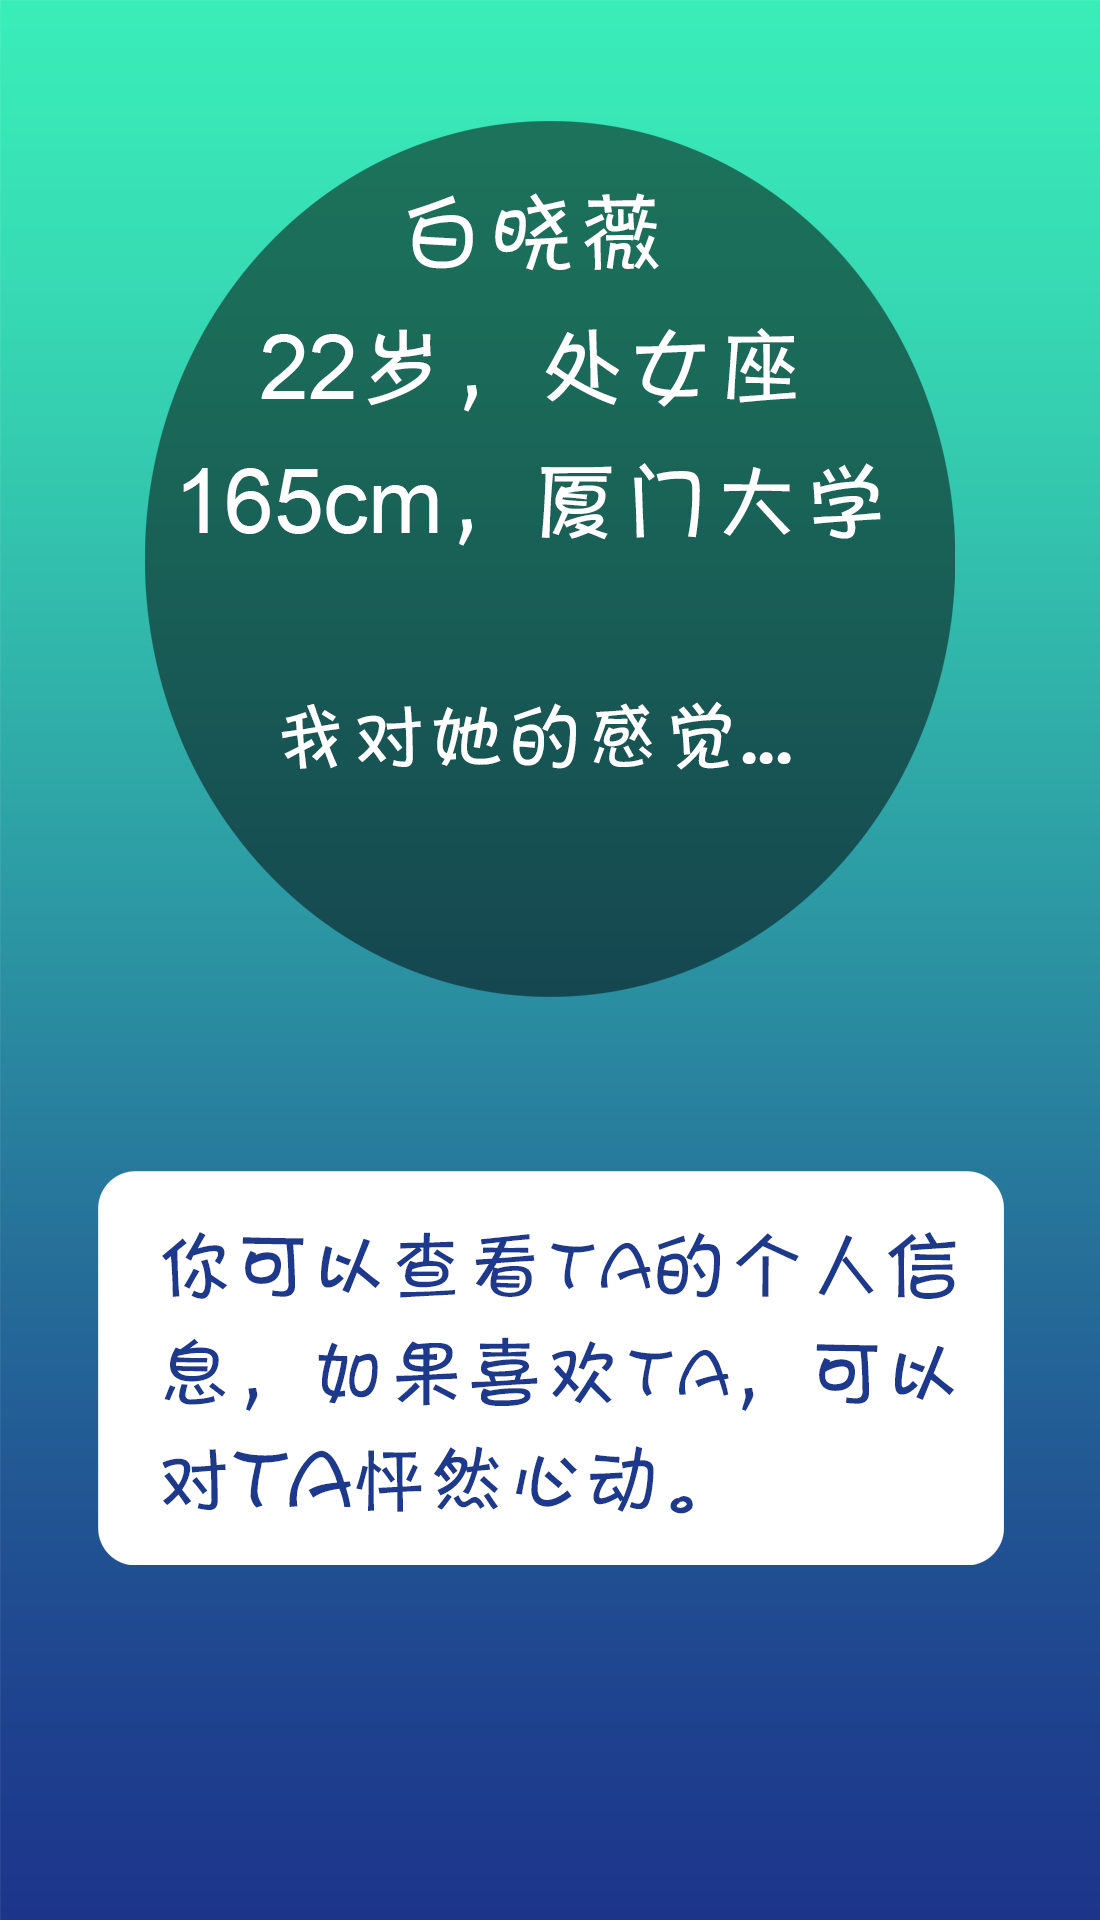 白晓薇
22岁，处女座
165cm，厦门大学
我对她的感觉...
你可以查看TA的个人信
息，如果喜欢TA，可以
对TA怦然心动。